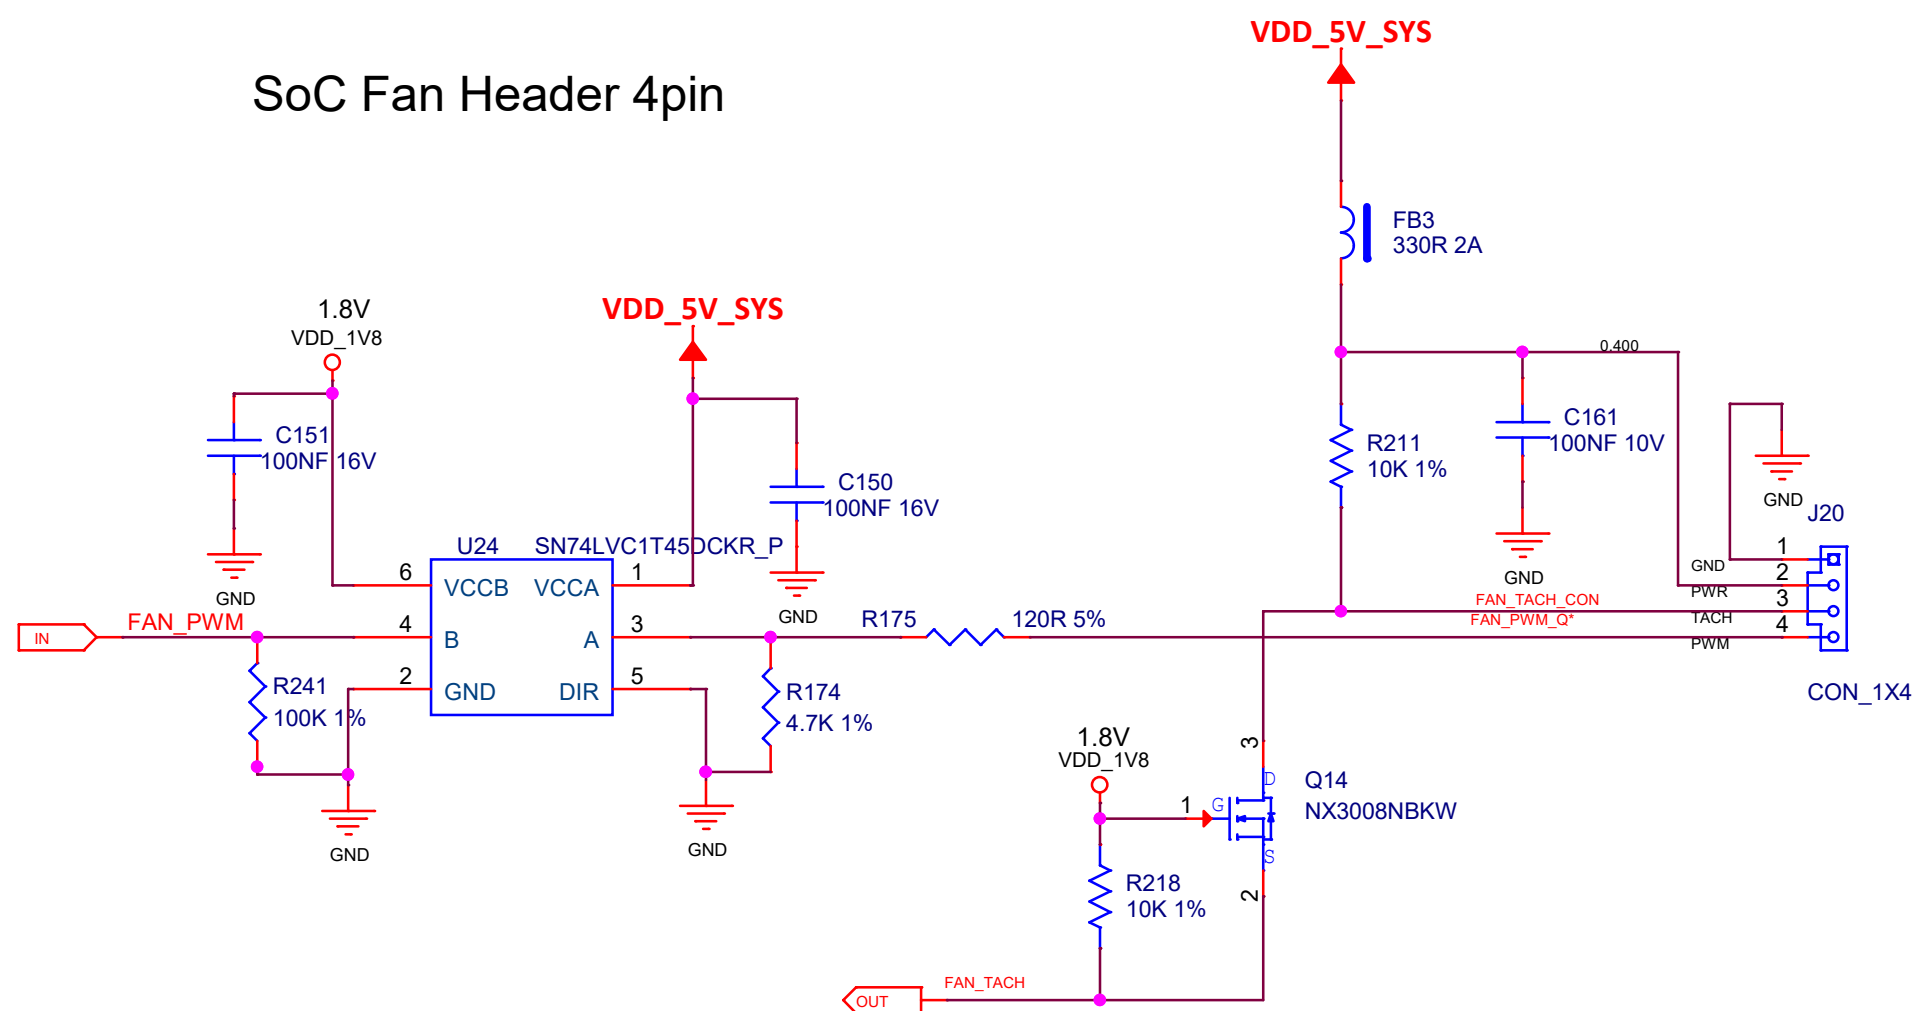 VDD_5V_SYS
SoC Fan Header 4pin
FB3
330R 2A
1.8V
VDD_1V8
VDD_5V_SYS
0.400
C151
100NF 16V
C150
100NF 16V
R211
10K 1%
C161
100NF 10V
GND
J20
U24
SN74LVC1T45DCKR_P
6
VCCB
VCCA
1
GND
GND
GND
1
GND
2
PWR
IN
FAN_PWM
4
B
A
3
R175
120R 5%
FAN_TACH_CON
FAN_PWM_Q*
3
TACH
4
PWM
2
GND
DIR
5
R241
100K 1%
R174
4.7K 1%
CON_1X4
GND
GND
1.8V
VDD_1V8
3
D
1
G
S
2
Q14
NX3008NBKW
R218
10K 1%
FAN_TACH
OUT